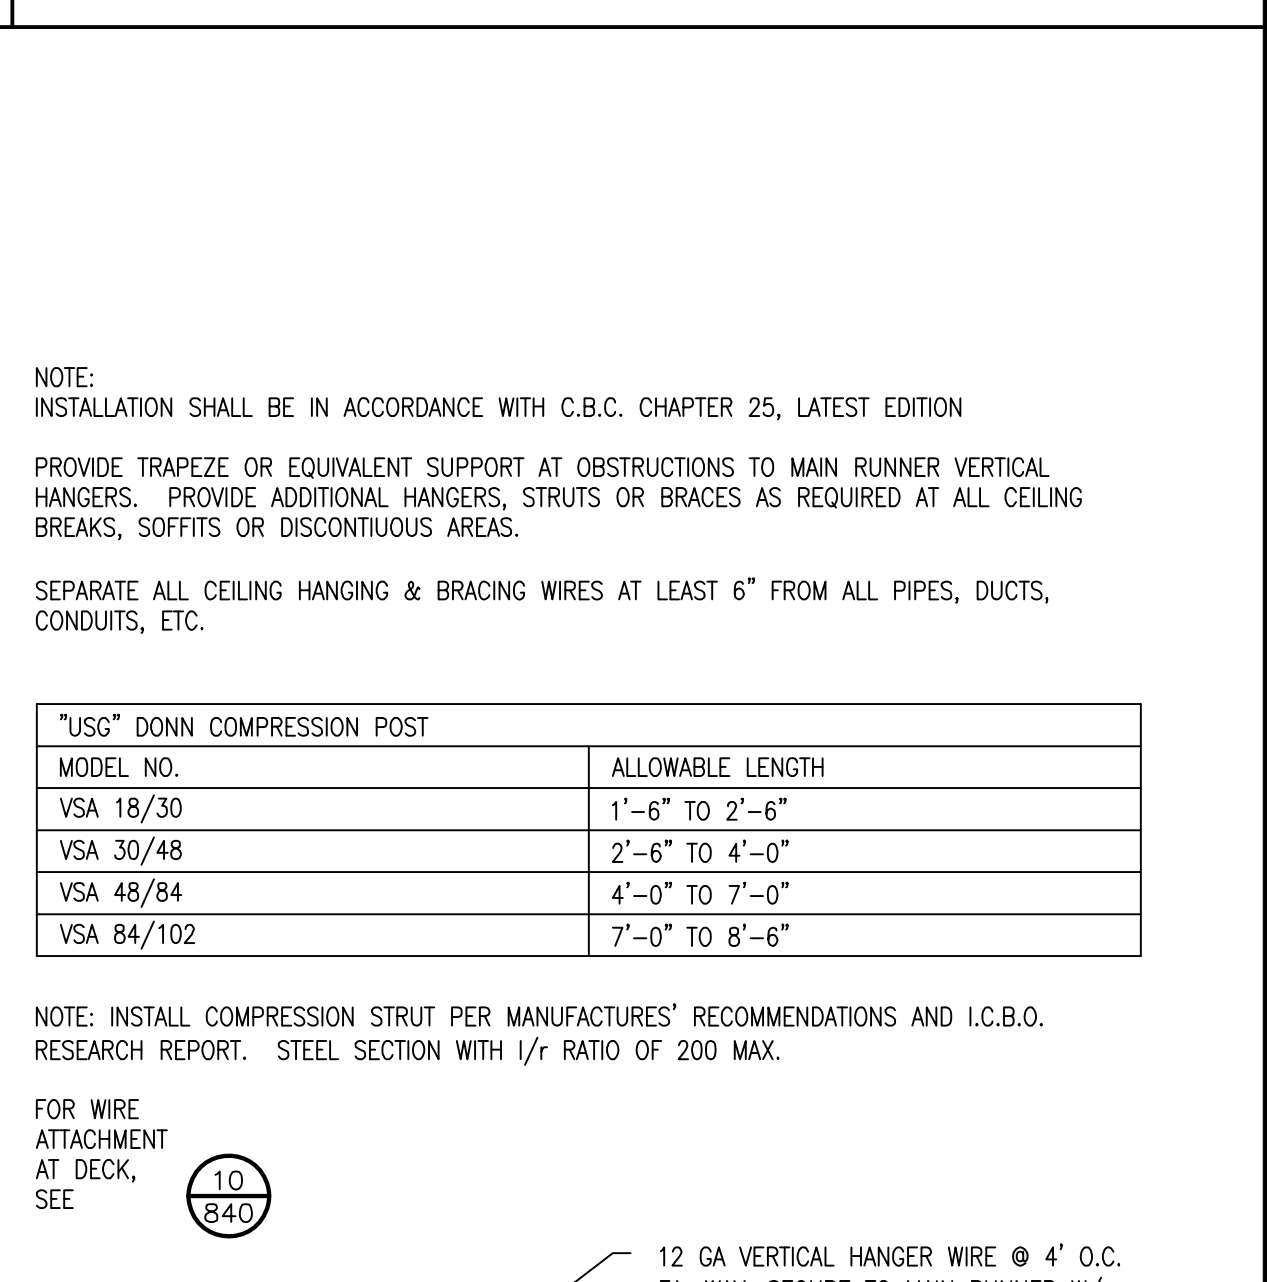 NOTE:
INSTALLATION SHALL BE IN ACCORDANCE WITH C.B.C. CHAPTER 25, LATEST EDITION
PROVIDE TRAPEZE OR EQUIVALENT SUPPORT AT OBSTRUCTIONS TO MAIN RUNNER VERTICAL
HANGERS. PROVIDE ADDITIONAL HANGERS, STRUTS OR BRACES AS REQUIRED AT ALL CEILING
BREAKS, SOFFITS OR DISCONTIUOUS AREAS.
SEPARATE ALL CEILING HANGING & BRACING WIRES AT LEAST 6" FROM ALL PIPES, DUCTS,
CONDUITS, ETC.
"USG" DONN COMPRESSION POST
MODEL NO. ALLOWABLE LENGTH
VSA 18/30 1'-6" TO 2'-6"
VSA 30/48 2'-6" TO 4'-0"
VSA 48/84 4'-0" TO 7'-0"
VSA 84/102 7'-0" TO 8'-6"
NOTE: INSTALL COMPRESSION STRUT PER MANUFACTURES' RECOMMENDATIONS AND I.C.B.O.
RESEARCH REPORT. STEEL SECTION WITH l/r RATIO OF 200 MAX.
FOR WIRE
ATTACHMENT
AT DECK,
SEE
10
840
12 GA VERTICAL HANGER WIRE @ 4' O.C.